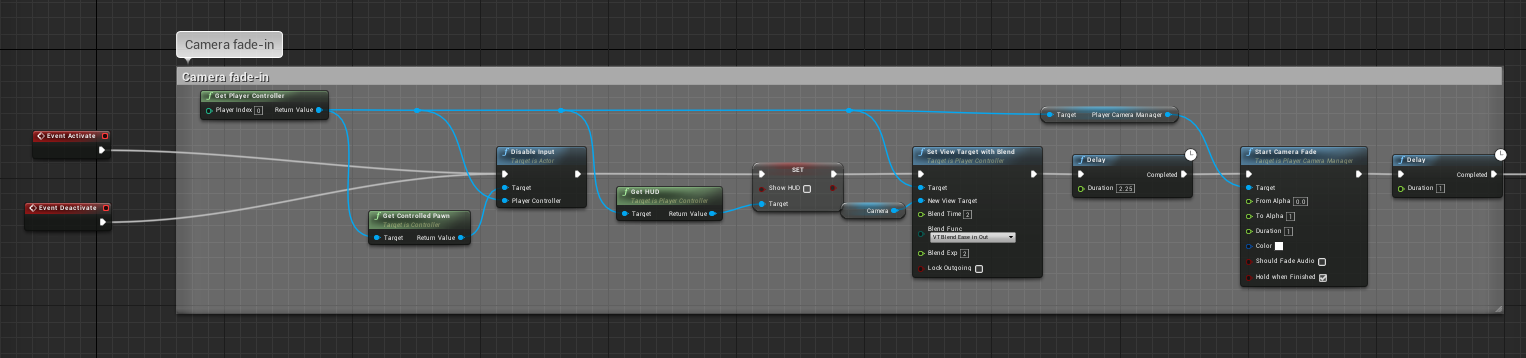 Camera fade-in
Camera fade-in
Get Player Controller
Player Index 0 Return Value
Event Activate
Event Deactivate
Get Controlled Pawn
Target is Controller
Target Return Value
Disable Input
Target is Actor
Target
Player Controller
Get HUD
Target is Player Controller
Target Return Value
SET
Show HUD
Target
Camera
Set View Target with Blend
Target is Player Controller
Target
New View Target
Blend Time 2
Blend Func
VTBlend Ease in Out
Blend Exp 2
Lock Outgoing
Target Player Camera Manager
Delay
Completed
Duration 2.25
Start Camera Fade
Target is Player Camera Manager
Target
From Alpha 0.0
To Alpha 1
Duration 1
Color
Should Fade Audio
Hold when Finished
Delay
Completed
Duration 1